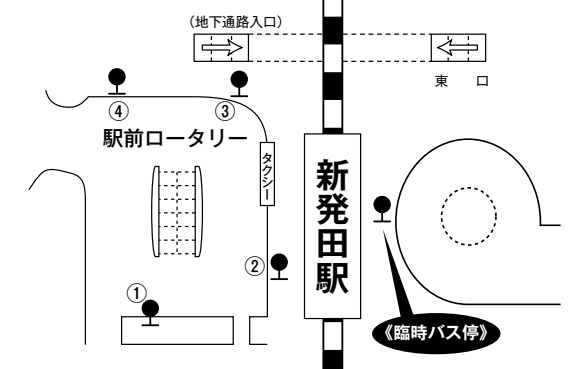 （地下通路入口）
東　口
④
③
駅前ロータリー
タクシー
新発田駅
②
①
《臨時バス停》